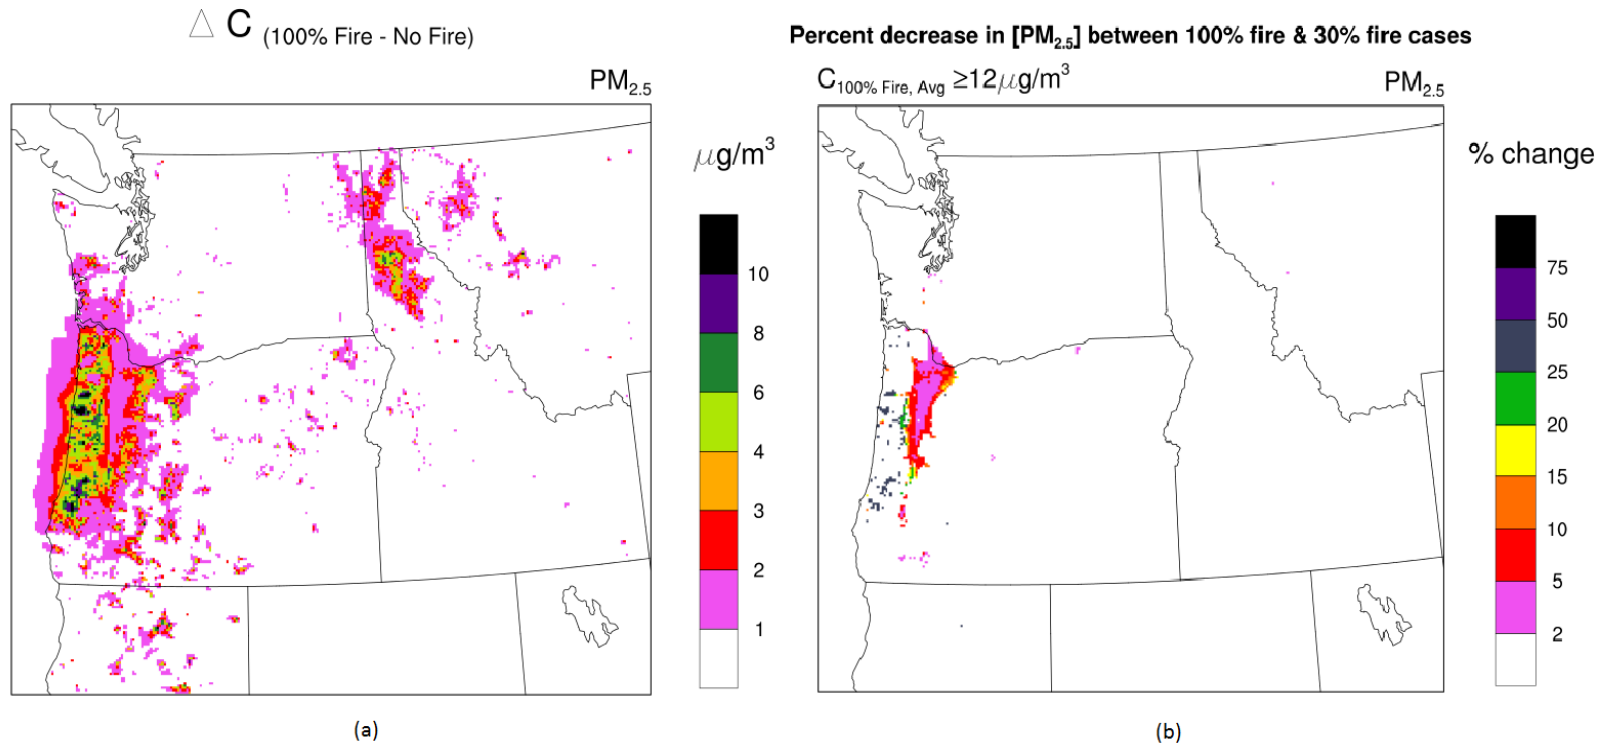 △ C (100% Fire - No Fire)
PM2.5
μg/m3
10
8
6
4
3
2
1
(a)
Percent decrease in [PM2.5] between 100% fire & 30% fire cases
C100% Fire, Avg ≥12μg/m3
PM2.5
% change
75
50
25
20
15
10
5
2
(b)